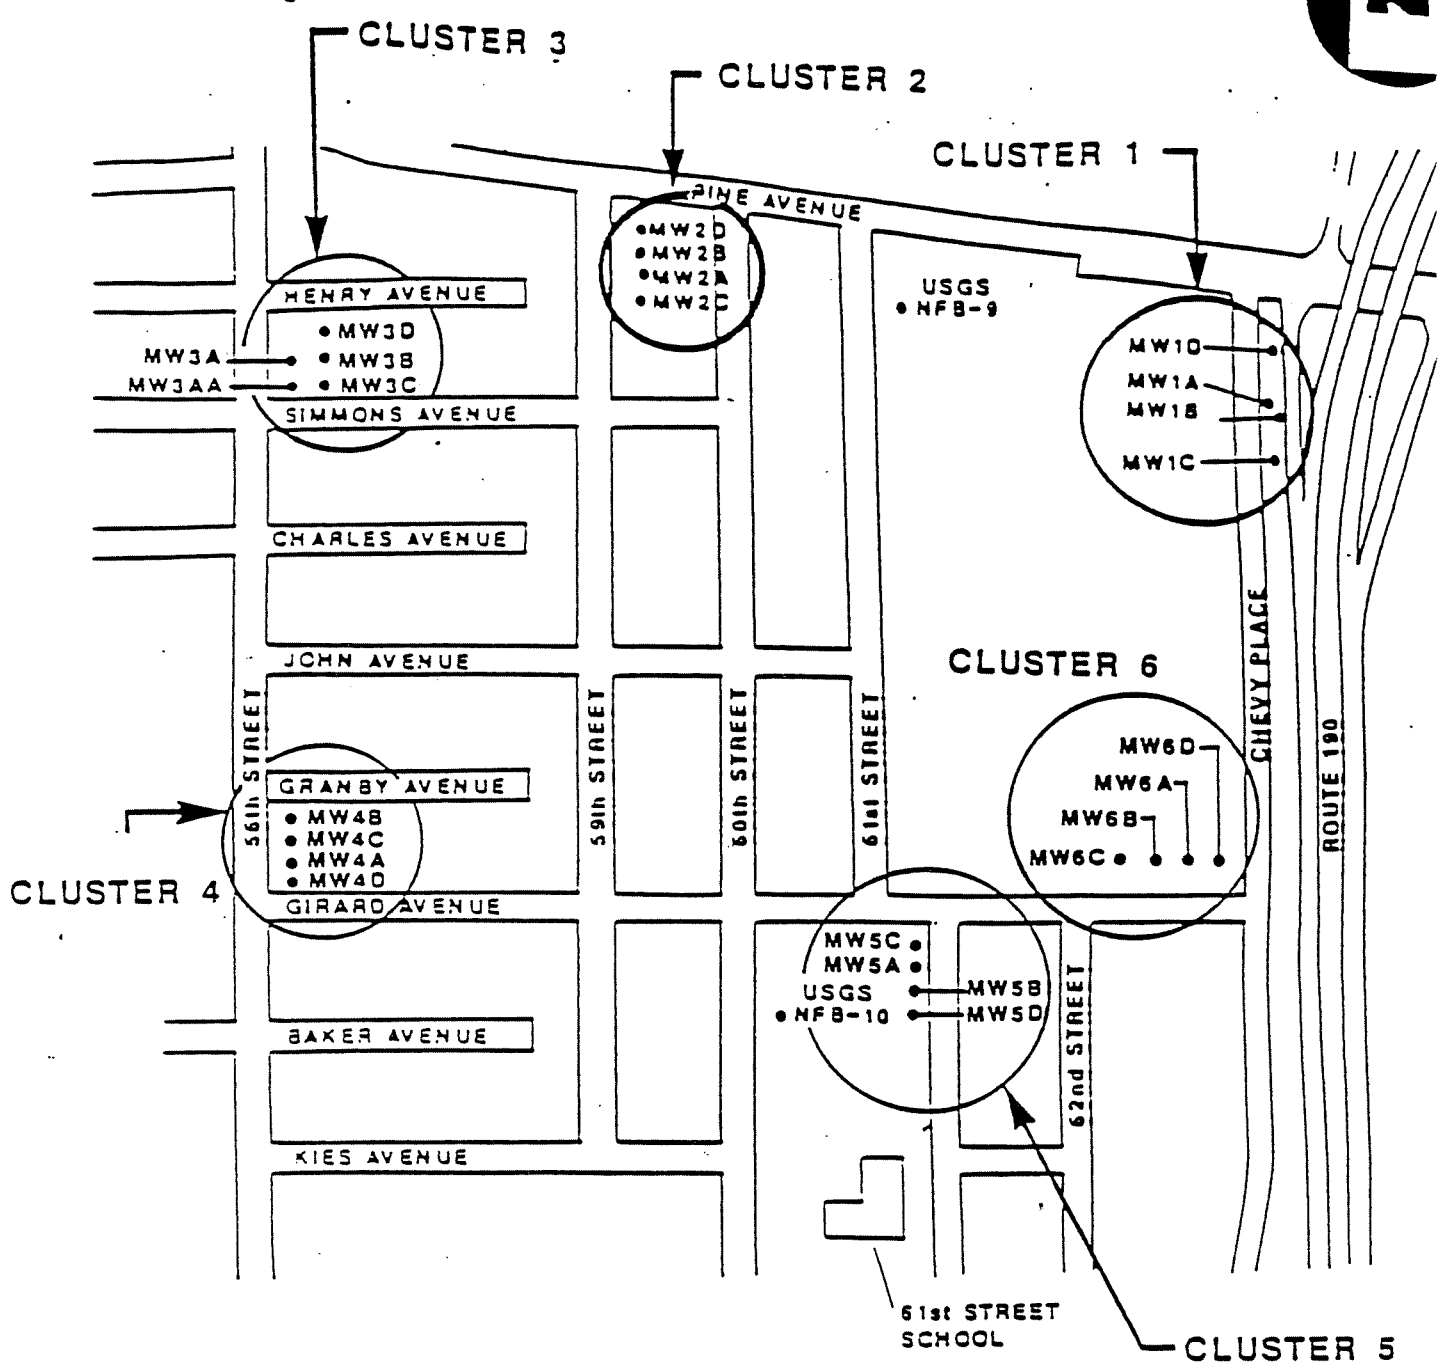 CLUSTER 3
CLUSTER 2
CLUSTER 1
PINE AVENUE
MW2D
MW2B
MW2A
MW2C
USGS
NFB-9
HENRY AVENUE
MW3D
MW3A
MW3B
MW3AA
MW3C
SIMMONS AVENUE
MW1D
MW1A
MW1B
MW1C
CHARLES AVENUE
JOHN AVENUE
CLUSTER 6
CHEVY PLACE
ROUTE 190
56th STREET
59th STREET
60th STREET
61st STREET
MW6D
MW6A
MW6B
MW6C
GRANBY AVENUE
MW4B
MW4C
MW4A
MW4D
CLUSTER 4
GIRARD AVENUE
MW5C
MW5A
USGS
MW5B
NFB-10
MW5D
62nd STREET
BAKER AVENUE
KIES AVENUE
61st STREET
SCHOOL
CLUSTER 5